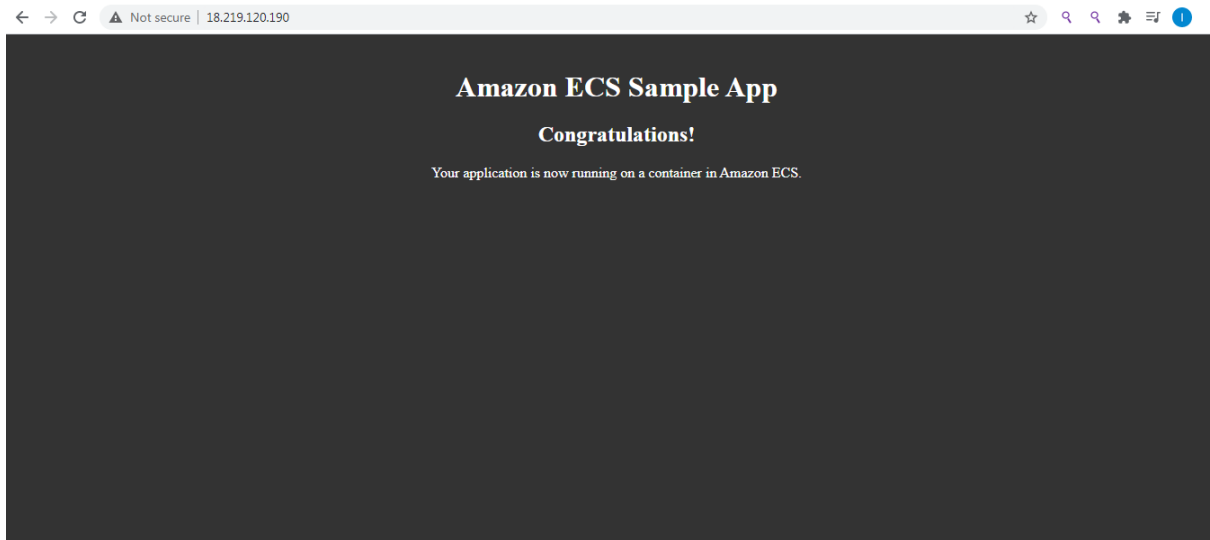 Not secure | 18.219.120.190
I
Amazon ECS Sample App
Congratulations!
Your application is now running on a container in Amazon ECS.